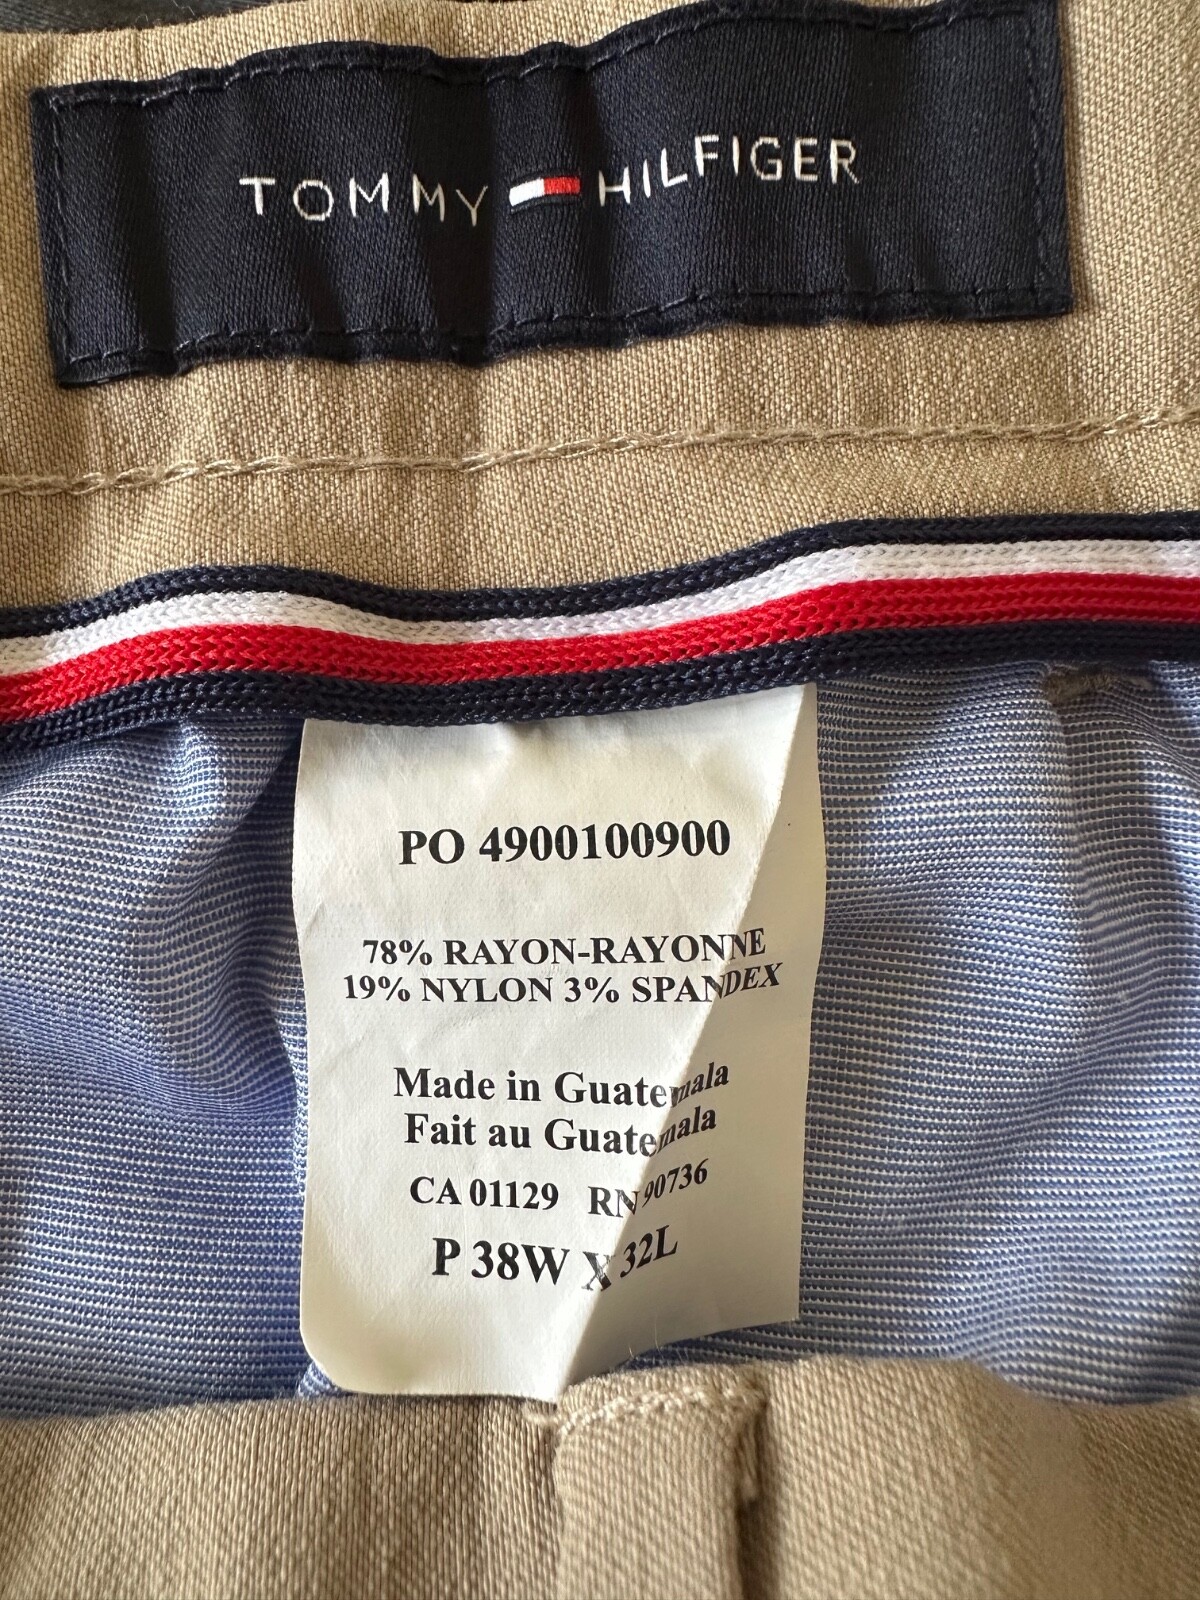 TOMMY HILFIGER
PO 4900100900
78% RAYON-RAYONNE
19% NYLON 3% SPANDEX
Made in Guatemala
Fait au Guatemala
CA 01129 RN 90736
P 38W X 32L